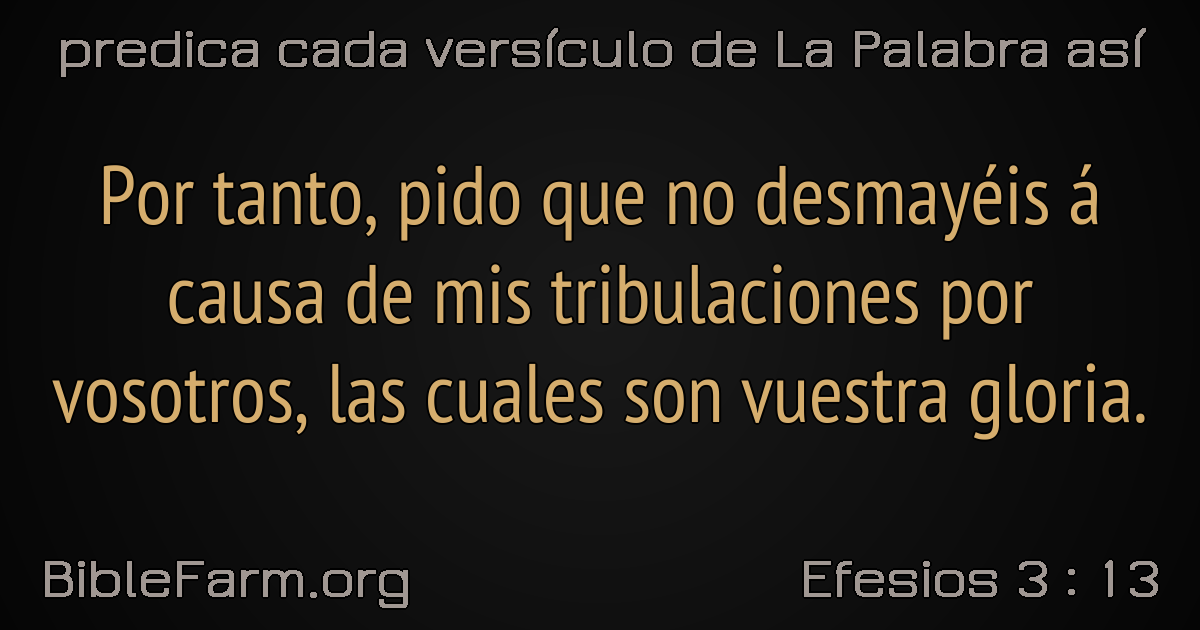 predica cada versículo de La Palabra así
Por tanto, pido que no desmayéis á
causa de mis tribulaciones por
vosotros, las cuales son vuestra gloria.
BibleFarm.org
Efesios 3 : 13